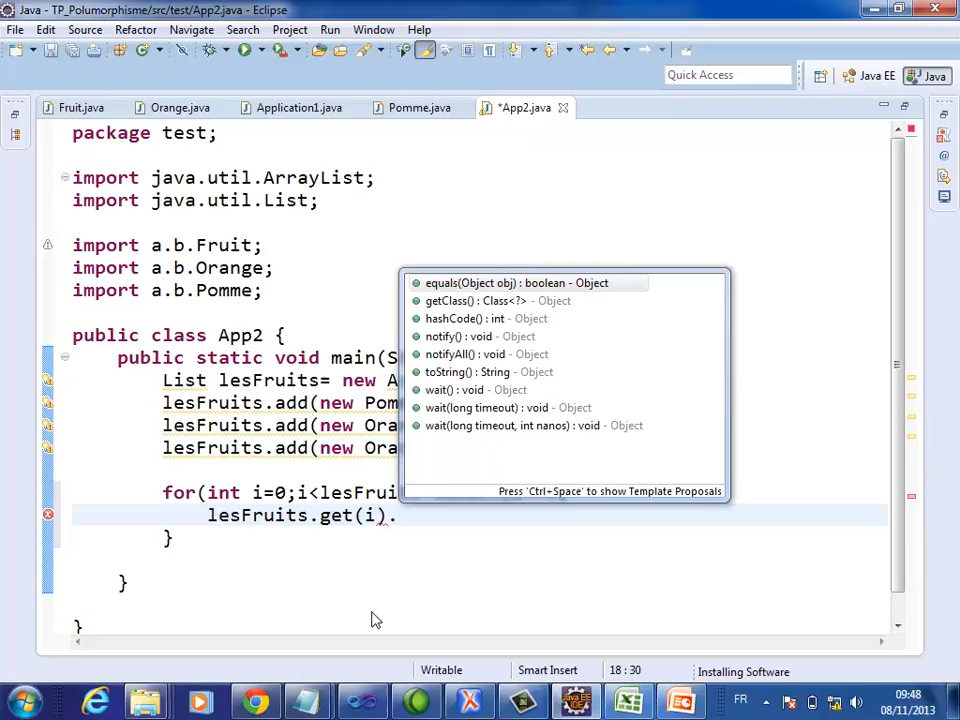 Java - TP_Polumorphisme/src/test/App2.java - Eclipse
File Edit Source Refactor Navigate Search Project Run Window Help
Quick Access Java EE Java
Fruit.java Orange.java Application1.java Pomme.java *App2.java
package test;
import java.util.ArrayList;
import java.util.List;
import a.b.Fruit;
import a.b.Orange;
import a.b.Pomme;
public class App2 {
public static void main(S
List lesFruits= new A
lesFruits.add(new Pom
lesFruits.add(new Ora
lesFruits.add(new Ora
for(int i=0;i<lesFrui
lesFruits.get(i).
}
}
}
equals(Object obj) : boolean - Object
getClass() : Class<?> - Object
hashCode() : int - Object
notify() : void - Object
notifyAll() : void - Object
toString() : String - Object
wait() : void - Object
wait(long timeout) : void - Object
wait(long timeout, int nanos) : void - Object
Press 'Ctrl+Space' to show Template Proposals
Writable Smart Insert 18 : 30 Installing Software
FR 09:48
08/11/2013